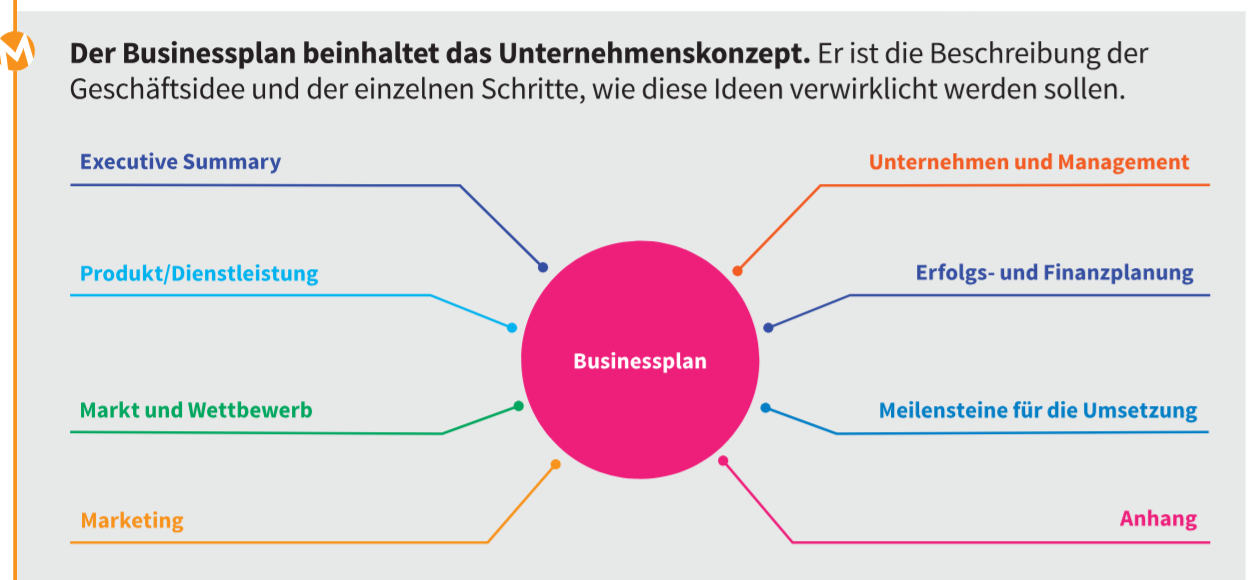 M
Der Businessplan beinhaltet das Unternehmenskonzept. Er ist die Beschreibung der
Geschäftsidee und der einzelnen Schritte, wie diese Ideen verwirklicht werden sollen.
Executive Summary
Produkt/Dienstleistung
Markt und Wettbewerb
Marketing
Businessplan
Unternehmen und Management
Erfolgs- und Finanzplanung
Meilensteine für die Umsetzung
Anhang